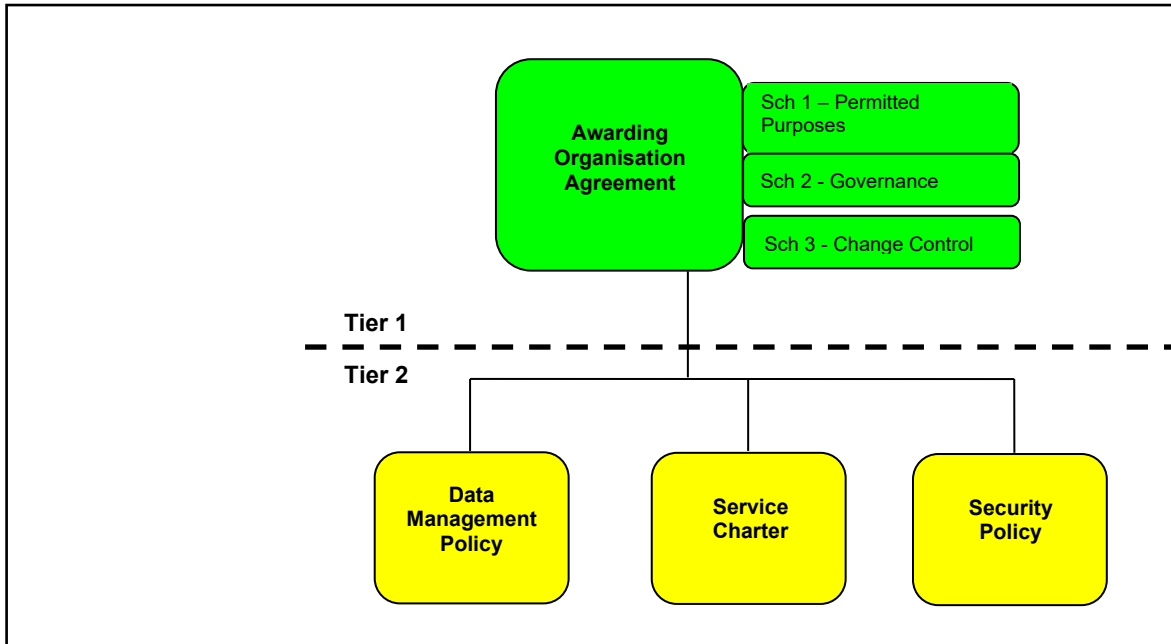 Awarding
Organisation
Agreement
Sch 1 – Permitted
Purposes
Sch 2 - Governance
Sch 3 - Change Control
Tier 1
Tier 2
Data
Management
Policy
Service
Charter
Security
Policy